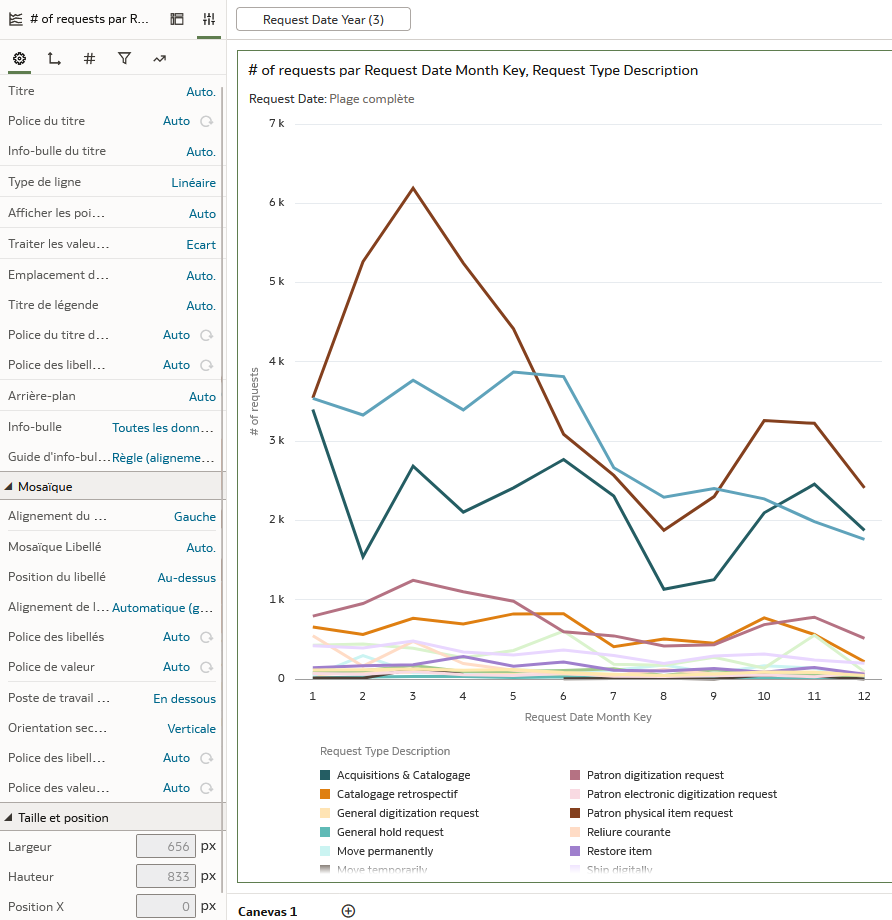 # of requests par R...
Request Date Year (3)
Titre Auto.
Police du titre Auto
Info-bulle du titre Auto.
Type de ligne Linéaire
Afficher les poi... Auto
Traiter les valeu... Ecart
Emplacement d... Auto.
Titre de légende Auto.
Police du titre d... Auto
Police des libell... Auto
Arrière-plan Auto
Info-bulle Toutes les donn...
Guide d'info-bul... Règle (aligneme...
Mosaïque
Alignement du ... Gauche
Mosaïque Libellé Auto.
Position du libellé Au-dessus
Alignement de l... Automatique (g...
Police des libellés Auto
Police de valeur Auto
Poste de travail ... En dessous
Orientation sec... Verticale
Police des libell... Auto
Police des valeu... Auto
Taille et position
Largeur 656 px
Hauteur 833 px
Position X 0 px
# of requests par Request Date Month Key, Request Type Description
Request Date: Plage complète
# of requests
7 k
6 k
5 k
4 k
3 k
2 k
1 k
0
1 2 3 4 5 6 7 8 9 10 11 12
Request Date Month Key
Request Type Description
Acquisitions & Catalogage
Catalogage retrospectif
General digitization request
General hold request
Move permanently
Move temporarily
Patron digitization request
Patron electronic digitization request
Patron physical item request
Reliure courante
Restore item
Ship digitally
Canevas 1